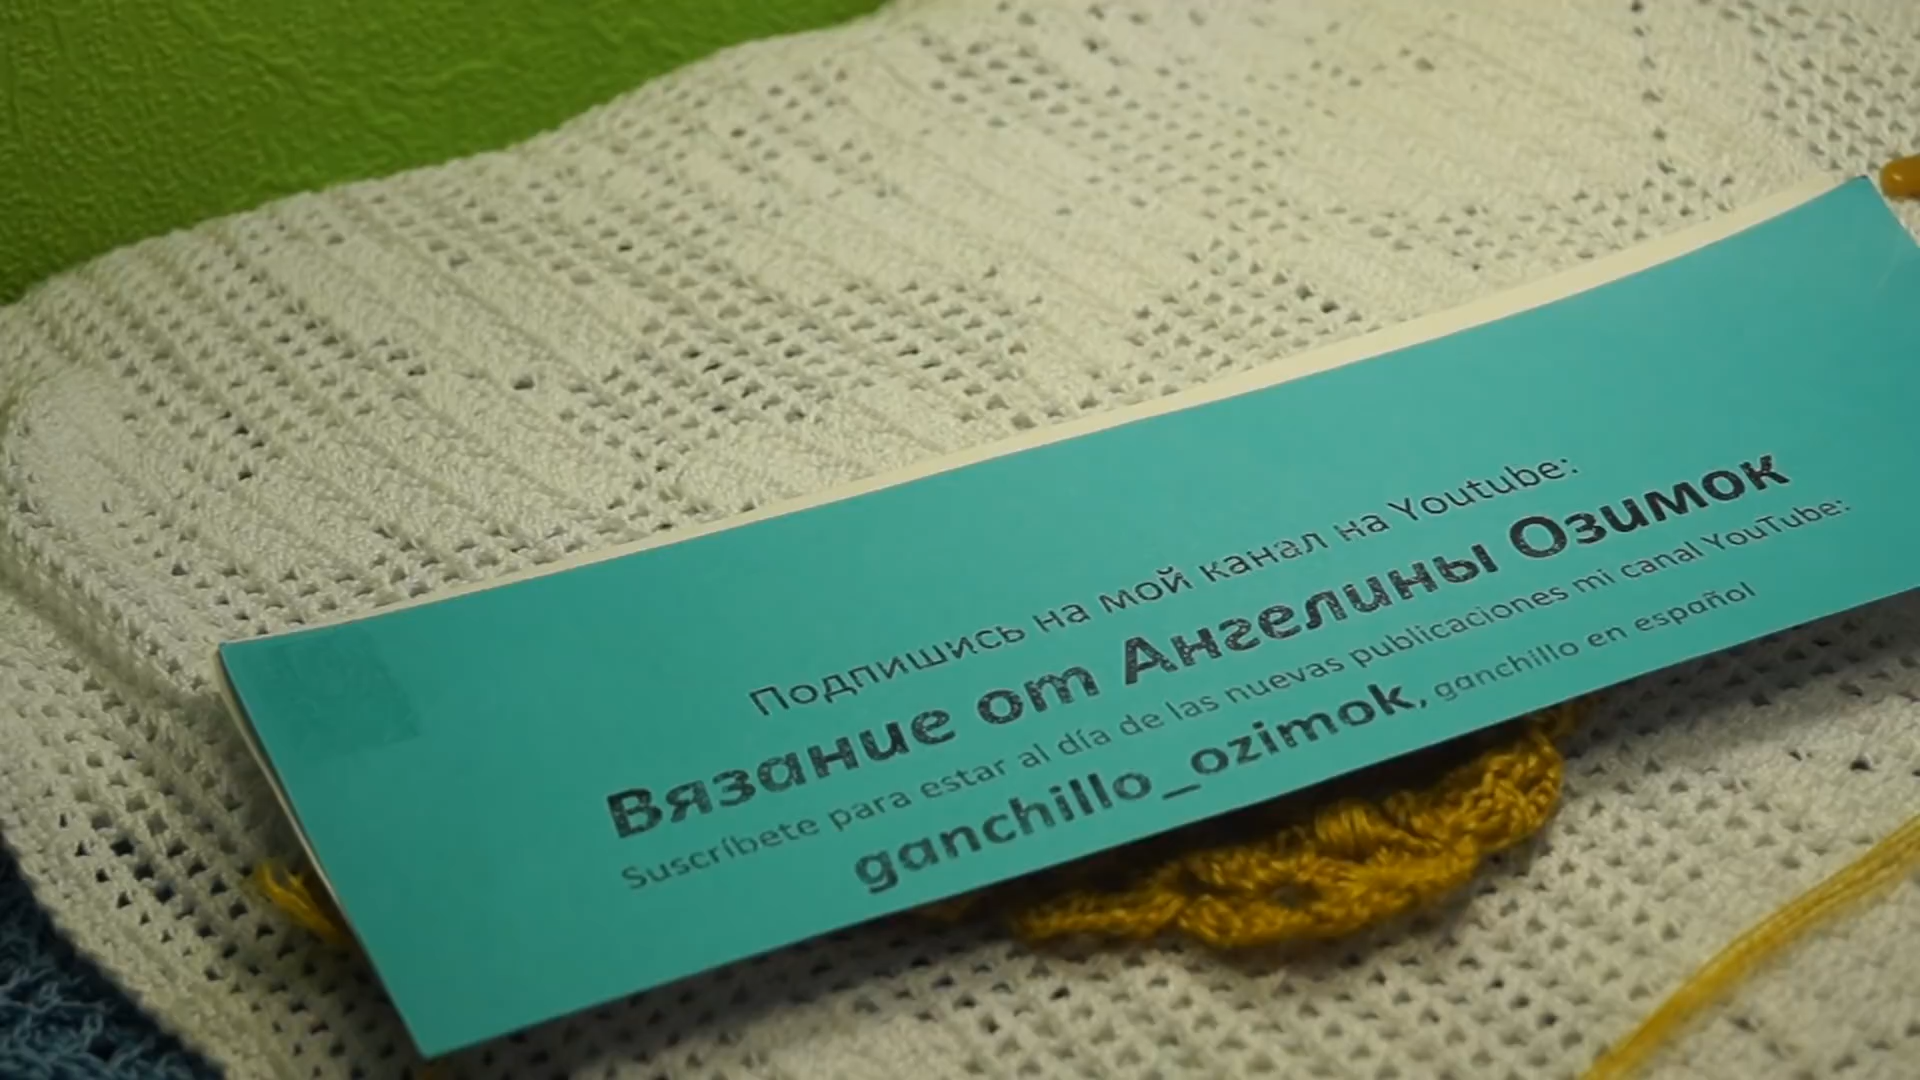 Подпишись на мой канал на Youtube:
Вязание от Ангелины Озимок
Suscríbete para estar al día de las nuevas publicaciones mi canal YouTube:
ganchillo_ozimok, ganchillo en español